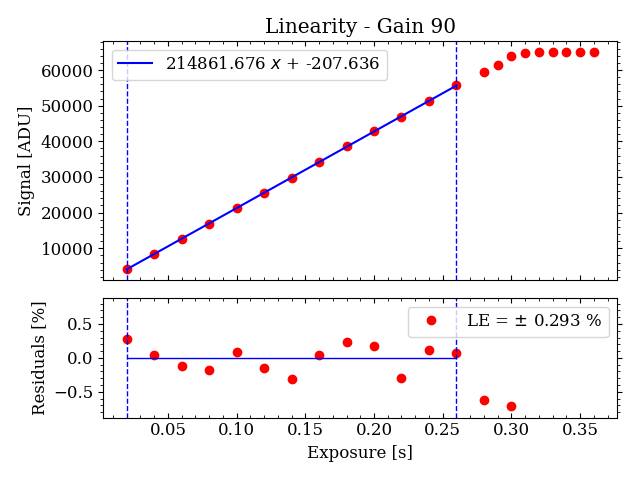 Linearity - Gain 90
214861.676 x + -207.636
Signal [ADU]
60000
50000
40000
30000
20000
10000
LE = ± 0.293 %
Residuals [%]
0.5
0.0
−0.5
0.05 0.10 0.15 0.20 0.25 0.30 0.35
Exposure [s]